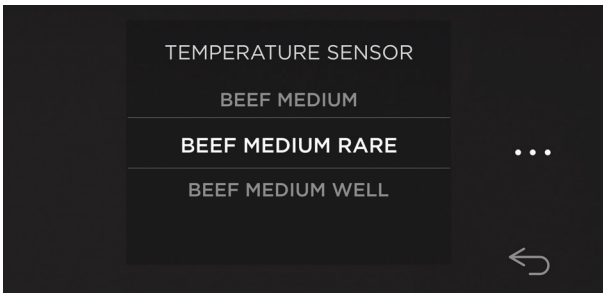 TEMPERATURE SENSOR
BEEF MEDIUM
BEEF MEDIUM RARE
BEEF MEDIUM WELL